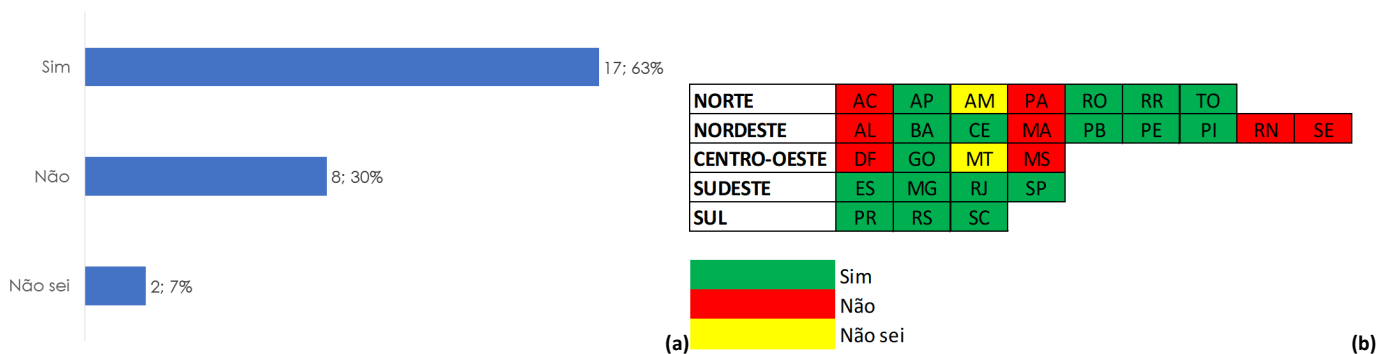 Sim 17; 63%
Não 8; 30%
Não sei 2; 7%
(a)
NORTE AC AP AM PA RO RR TO
NORDESTE AL BA CE MA PB PE PI RN SE
CENTRO-OESTE DF GO MT MS
SUDESTE ES MG RJ SP
SUL PR RS SC
Sim
Não
Não sei
(b)